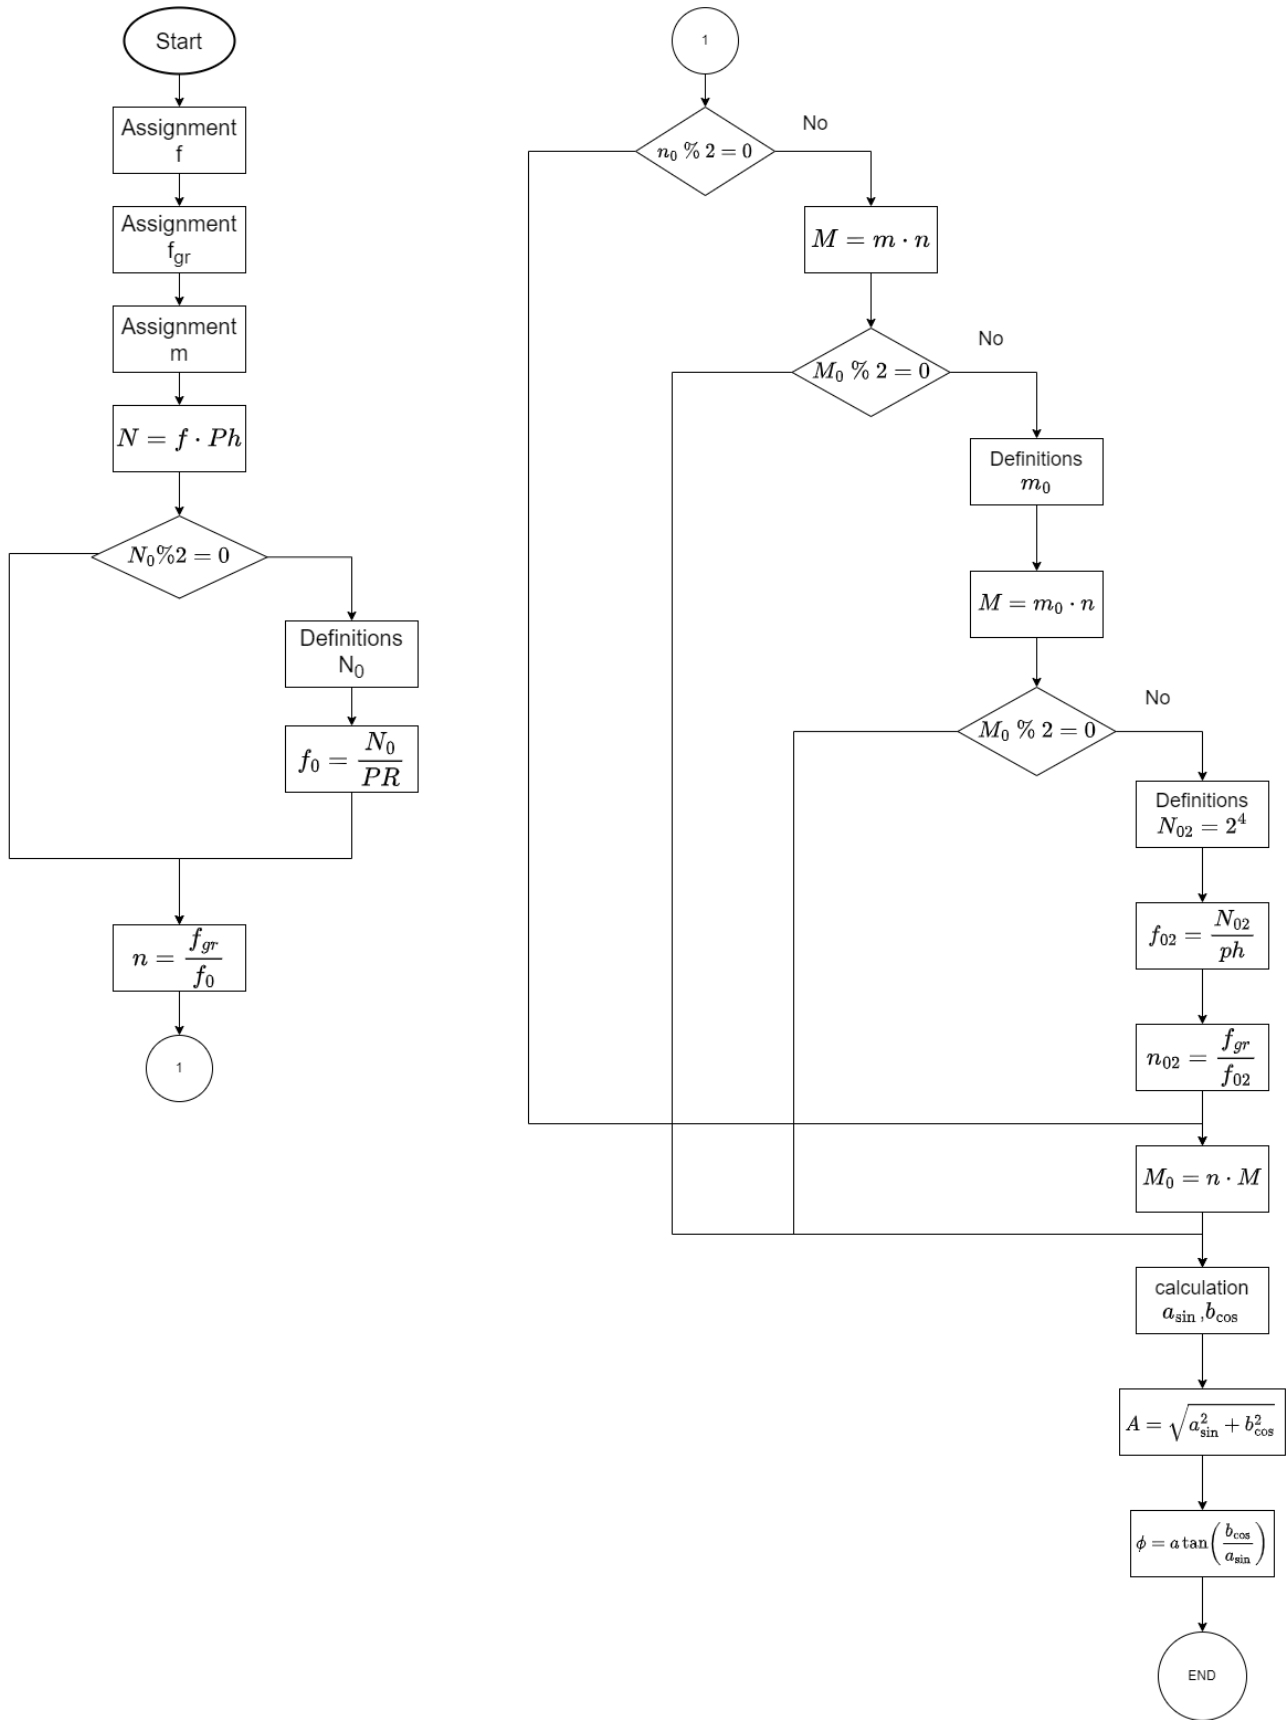 Start
Assignment
f
Assignment
f_gr
Assignment
m
N = f · Ph
N_0%2 = 0
Definitions
N_0
f_0 = N_0/PR
n = f_gr/f_0
1
1
n_0 % 2 = 0
No
M = m · n
M_0 % 2 = 0
No
Definitions
m_0
M = m_0 · n
M_0 % 2 = 0
No
Definitions
N_02 = 2^4
f_02 = N_02/ph
n_02 = f_gr/f_02
M_0 = n · M
calculation
a_sin ,b_cos
A = √(a_sin^2 + b_cos^2)
ϕ = a tan(b_cos/a_sin)
END